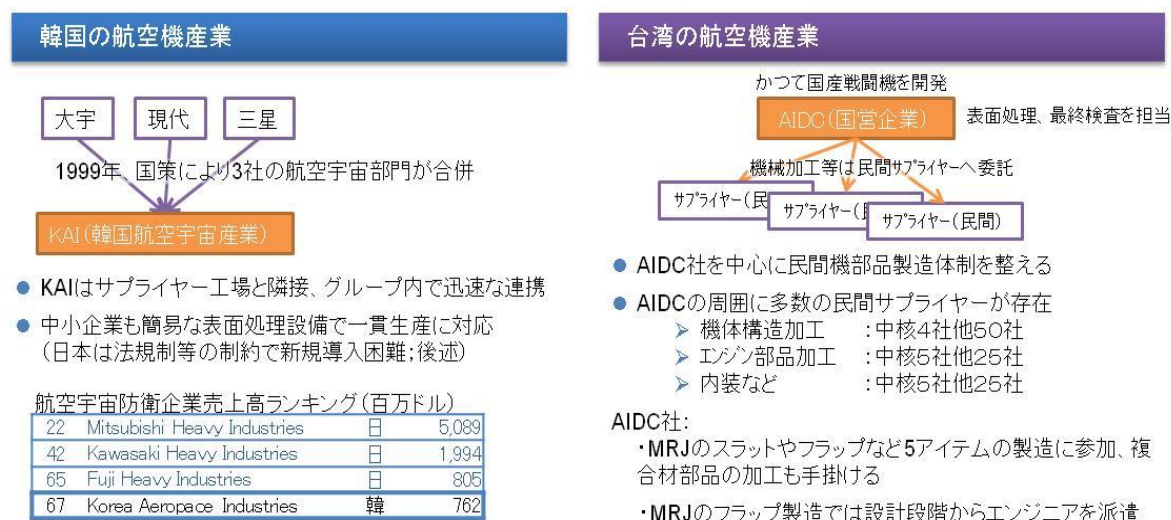 韓国の航空機産業
大宇
現代
三星
1999年、国策により3社の航空宇宙部門が合併
KAI(韓国航空宇宙産業)
● KAIはサプライヤー工場と隣接、グループ内で迅速な連携
● 中小企業も簡易な表面処理設備で一貫生産に対応
(日本は法規制等の制約で新規導入困難;後述)
航空宇宙防衛企業売上高ランキング(百万ドル)
22 Mitsubishi Heavy Industries 日 5,089
42 Kawasaki Heavy Industries 日 1,994
65 Fuji Heavy Industries 日 805
67 Korea Aeropace Industries 韓 762
台湾の航空機産業
かつて国産戦闘機を開発
AIDC(国営企業)
表面処理、最終検査を担当
機械加工等は民間サプライヤーへ委託
サプライヤー(民
サプライヤー(
サプライヤー(民間)
● AIDC社を中心に民間機部品製造体制を整える
● AIDCの周囲に多数の民間サプライヤーが存在
➢ 機体構造加工 :中核4社他50社
➢ エンジン部品加工 :中核5社他25社
➢ 内装など :中核5社他25社
AIDC社:
・MRJのスラットやフラップなど5アイテムの製造に参加、複
合材部品の加工も手掛ける
・MRJのフラップ製造では設計段階からエンジニアを派遣